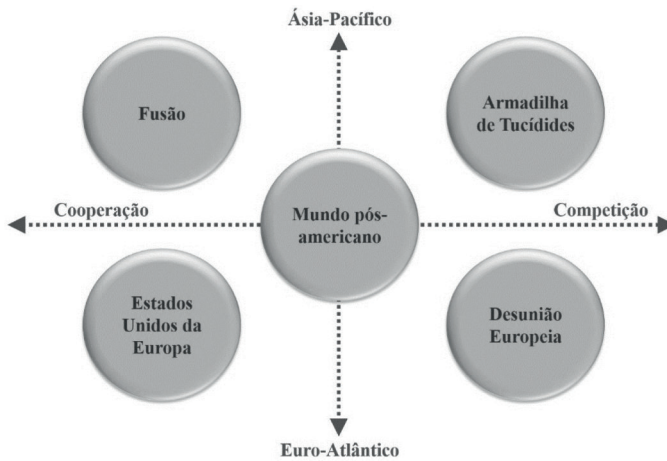 Ásia-Pacífico
Fusão
Armadilha
de Tucídides
Cooperação
Mundo pós-
americano
Competição
Estados
Unidos da
Europa
Desunião
Europeia
Euro-Atlântico